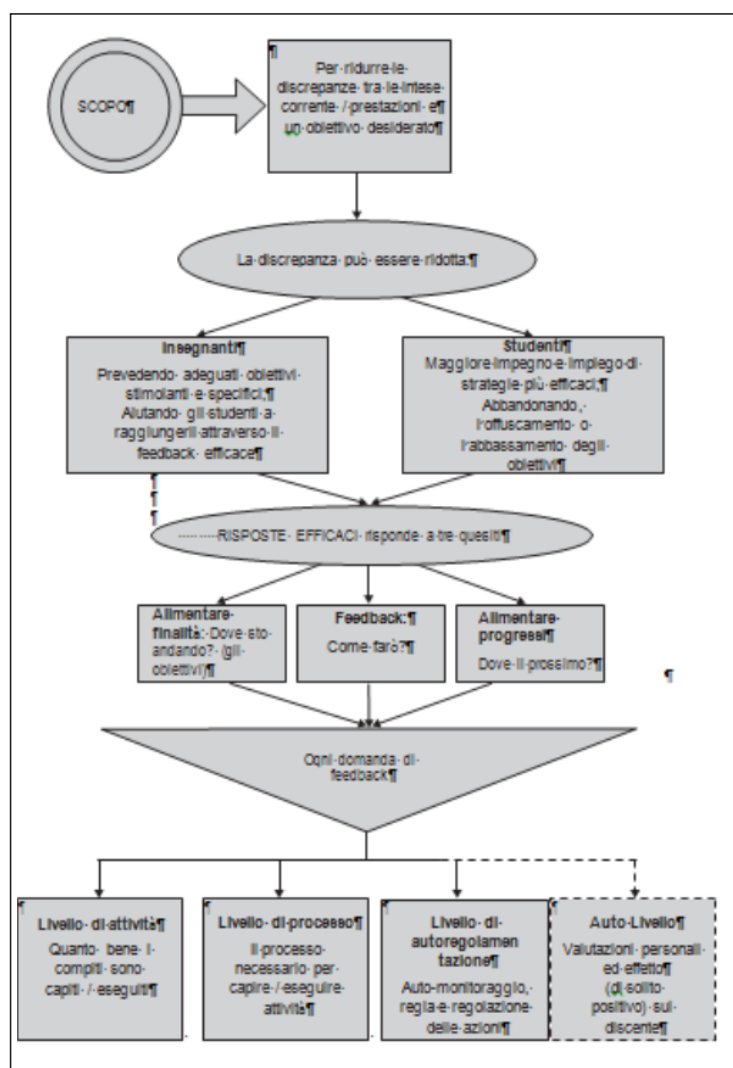 SCOPO¶
¶
Per·ridurre·le·
discrepanze·tra·le·intese·
corrente·/·prestazioni·e¶
un·obiettivo·desiderato¶
La·discrepanza·può·essere·ridotta:¶
Insegnanti¶
Prevedendo·adeguati·obiettivi·
stimolanti·e·specifici;¶
Aiutando·gli·studenti·a·
raggiungerli·attraverso·il·
feedback·efficace¶
Studenti¶
Maggiore·impegno·e·impiego·di·
strategie·più·efficaci;¶
Abbandonando,·
l'offuscamento·o·
l'abbassamento·degli·
obiettivi¶
¶
¶
¶
··········RISPOSTE·EFFICACI·risponde·a·tre·quesiti¶
Alimentare·
finalità:·Dove·sto·
andando?·(gli·
obiettivi)¶
Feedback:¶
Come·farò?¶
Alimentare·
progressi¶
Dove·il·prossimo?¶
¶
Ogni·domanda·di·
feedback¶
¶
Livello·di·attività¶
Quanto·bene·i·
compiti·sono·
capiti·/·eseguiti¶
¶
Livello·di·processo¶
Il·processo·
necessario·per·
capire·/·eseguire·
attività¶
¶
Livello·di·
autoregolamen
tazione¶
Auto-monitoraggio,·
regia·e·regolazione·
delle·azioni¶
¶
Auto-Livello¶
Valutazioni·personali·
ed·effetto¶
(di·solito·
positivo)·sul·
discente¶